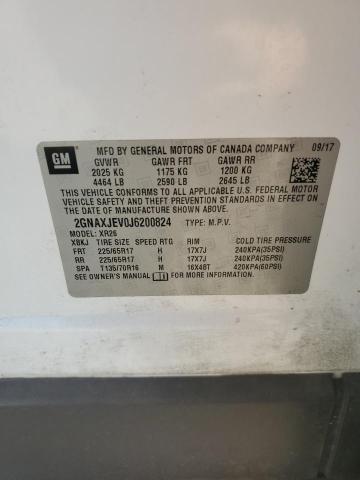 GM
MFD BY GENERAL MOTORS OF CANADA COMPANY 09/17
GVWR GAWR FRT GAWR RR
2025 KG 1175 KG 1200 KG
4464 LB 2590 LB 2645 LB
THIS VEHICLE CONFORMS TO ALL APPLICABLE U.S. FEDERAL MOTOR
VEHICLE SAFETY AND THEFT PREVENTION STANDARDS IN EFFECT ON
THE DATE OF MANUFACTURE SHOWN ABOVE.
2GNAXJEV0J6200824 TYPE: M.P.V.
MODEL: XR26
XBKJ TIRE SIZE SPEED RTG RIM COLD TIRE PRESSURE
FRT 225/65R17 H 17X7J 240KPA(35PSI)
RR 225/65R17 H 17X7J 240KPA(35PSI)
SPA T135/70R16 M 16X4BT 420KPA(60PSI)
SEE OWNER'S MANUAL FOR MORE INFORMATION.